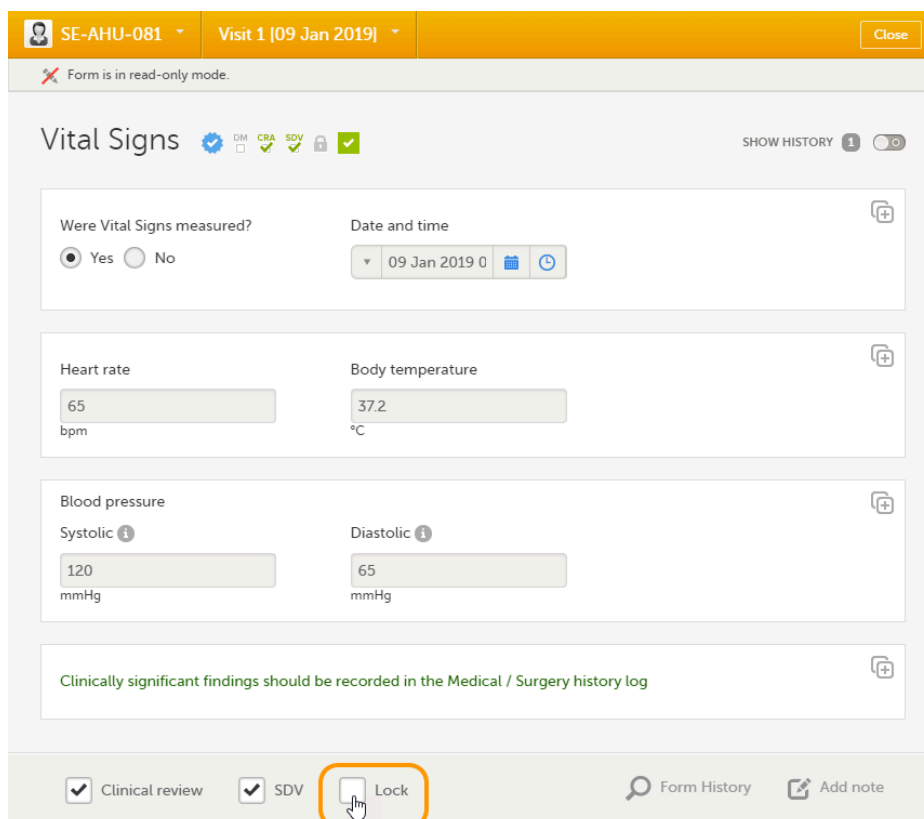 SE-AHU-081 Visit 1 |09 Jan 2019| Close
Form is in read-only mode.
Vital Signs DM CRA SDV SHOW HISTORY 1
Were Vital Signs measured? Date and time
Yes No 09 Jan 2019 0
Heart rate Body temperature
65 37.2
bpm °C
Blood pressure
Systolic i Diastolic i
120 65
mmHg mmHg
Clinically significant findings should be recorded in the Medical / Surgery history log
Clinical review SDV Lock Form History Add note